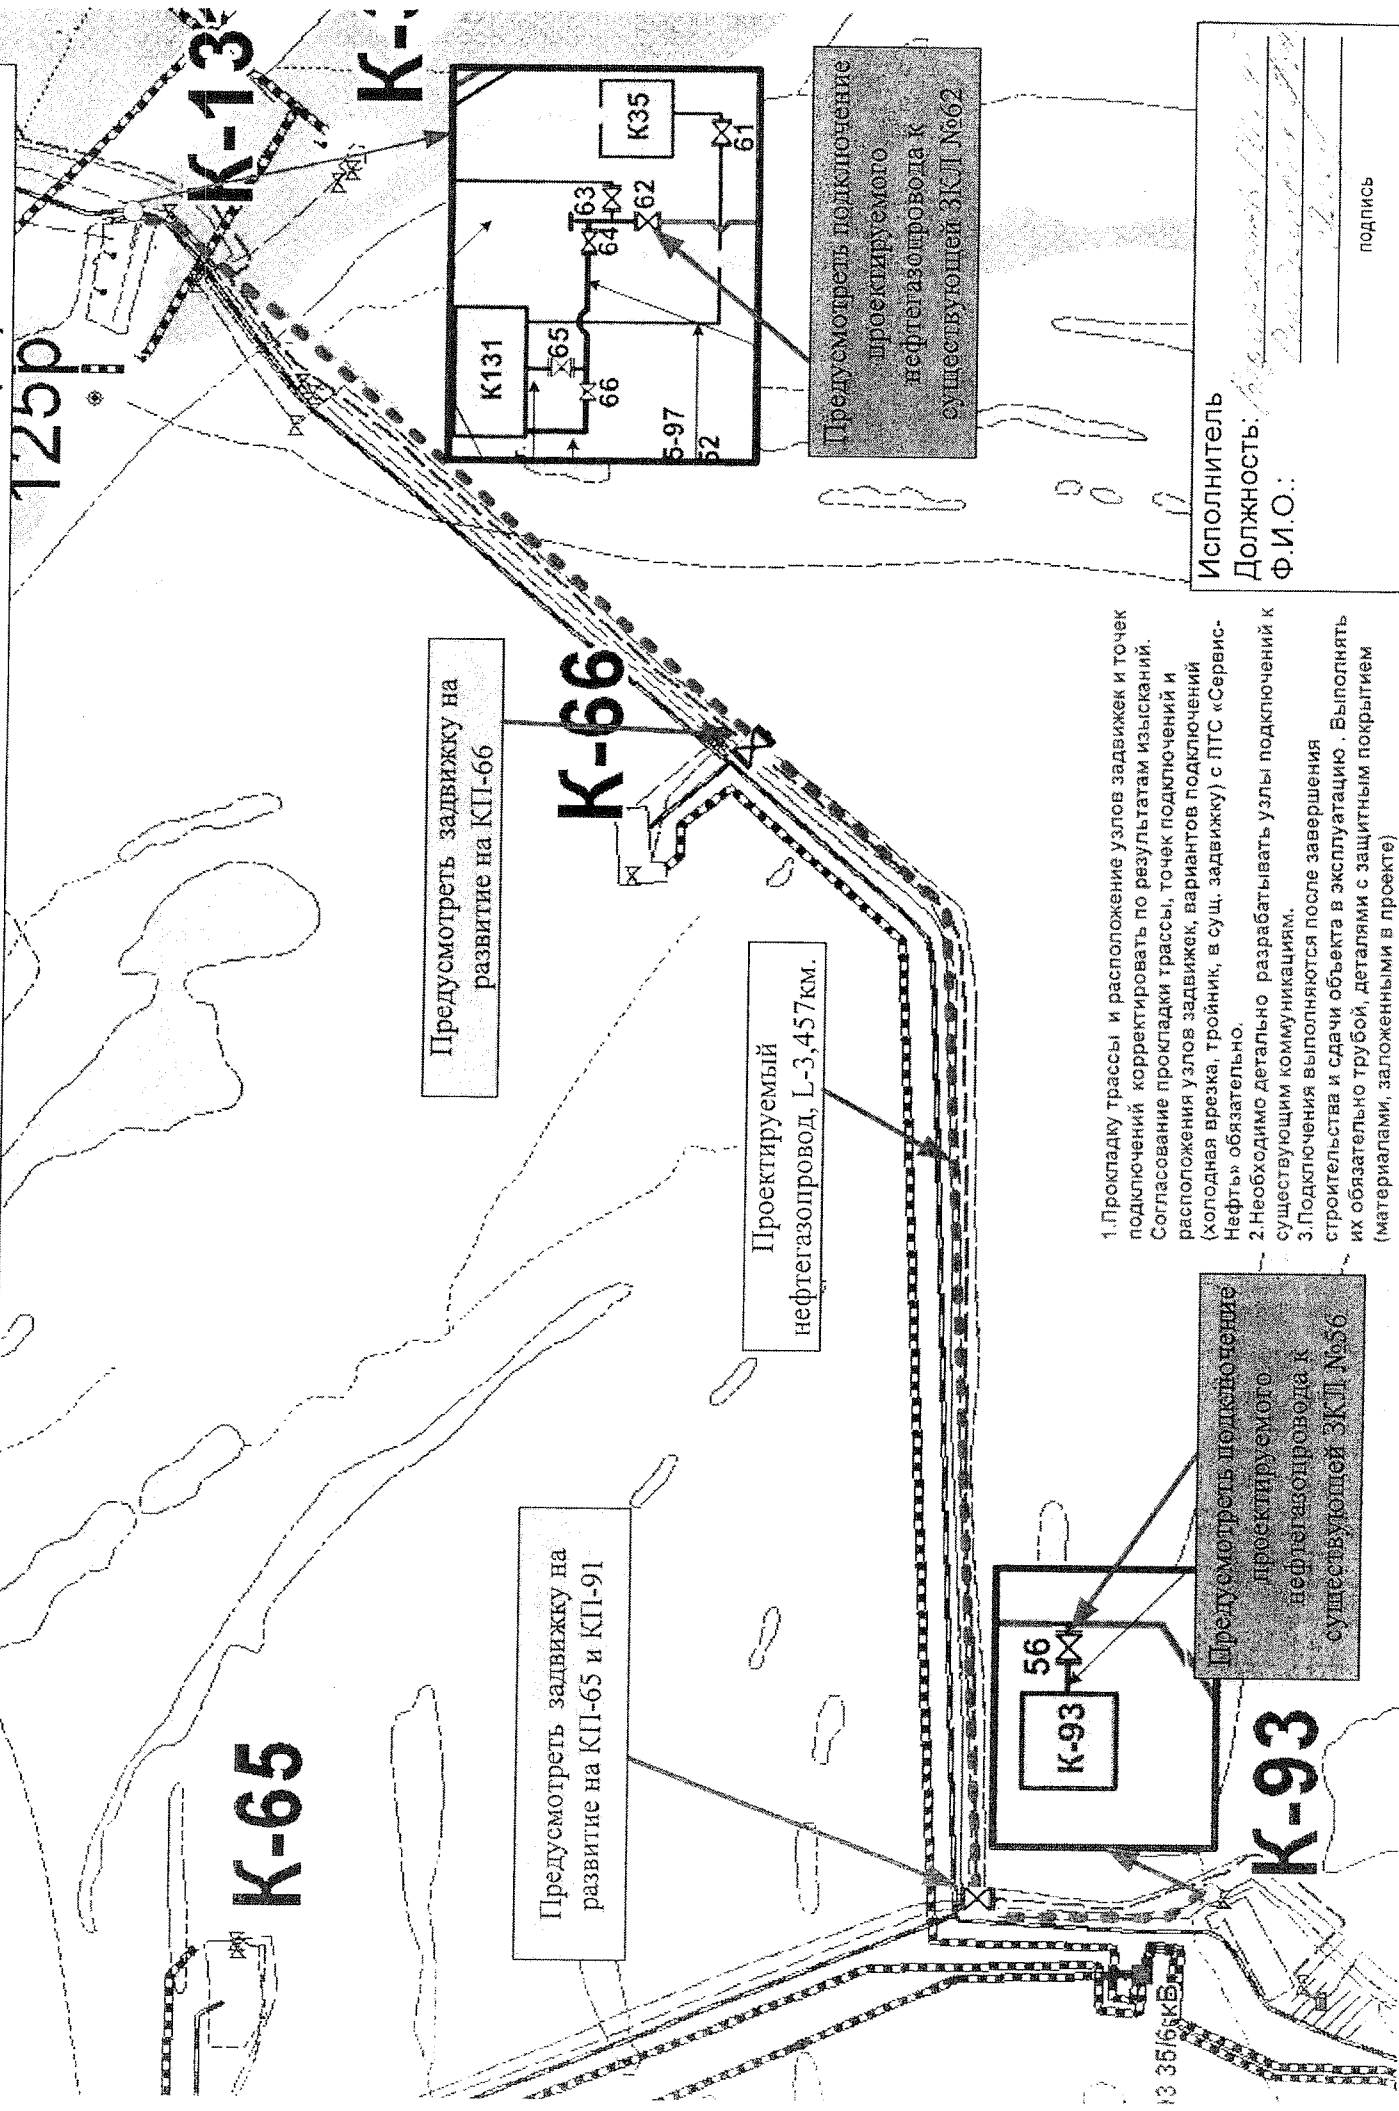 К-65
К-66
К-13
К-
125р
К-93
35/6кВ
Предусмотреть задвижку на
развитие на КП-65 и КП-91
Предусмотреть задвижку на
развитие на КП-66
Проектируемый
нефтегазопровод, L-3,457км.
К131
К35
65
66
64
63
62
61
5-97
52
Предусмотреть подключение
проектируемого
нефтегазопровода к
существующей ЗКЛ №62
К-93
56
Предусмотреть подключение
проектируемого
нефтегазопровода к
существующей ЗКЛ №56
1.Прокладку трассы и расположение узлов задвижек и точек
подключений корректировать по результатам изысканий.
Согласование прокладки трассы, точек подключений и
расположения узлов задвижек, вариантов подключений
(холодная врезка, тройник, в сущ. задвижку) с ПТС «Сервис-
Нефть» обязательно.
2.Необходимо детально разрабатывать узлы подключений к
существующим коммуникациям.
3.Подключения выполняются после завершения
строительства и сдачи объекта в эксплуатацию . Выполнять
их обязательно трубой, деталями с защитным покрытием
(материалами, заложенными в проекте)
Исполнитель
Должность:
Ф.И.О.:
подпись